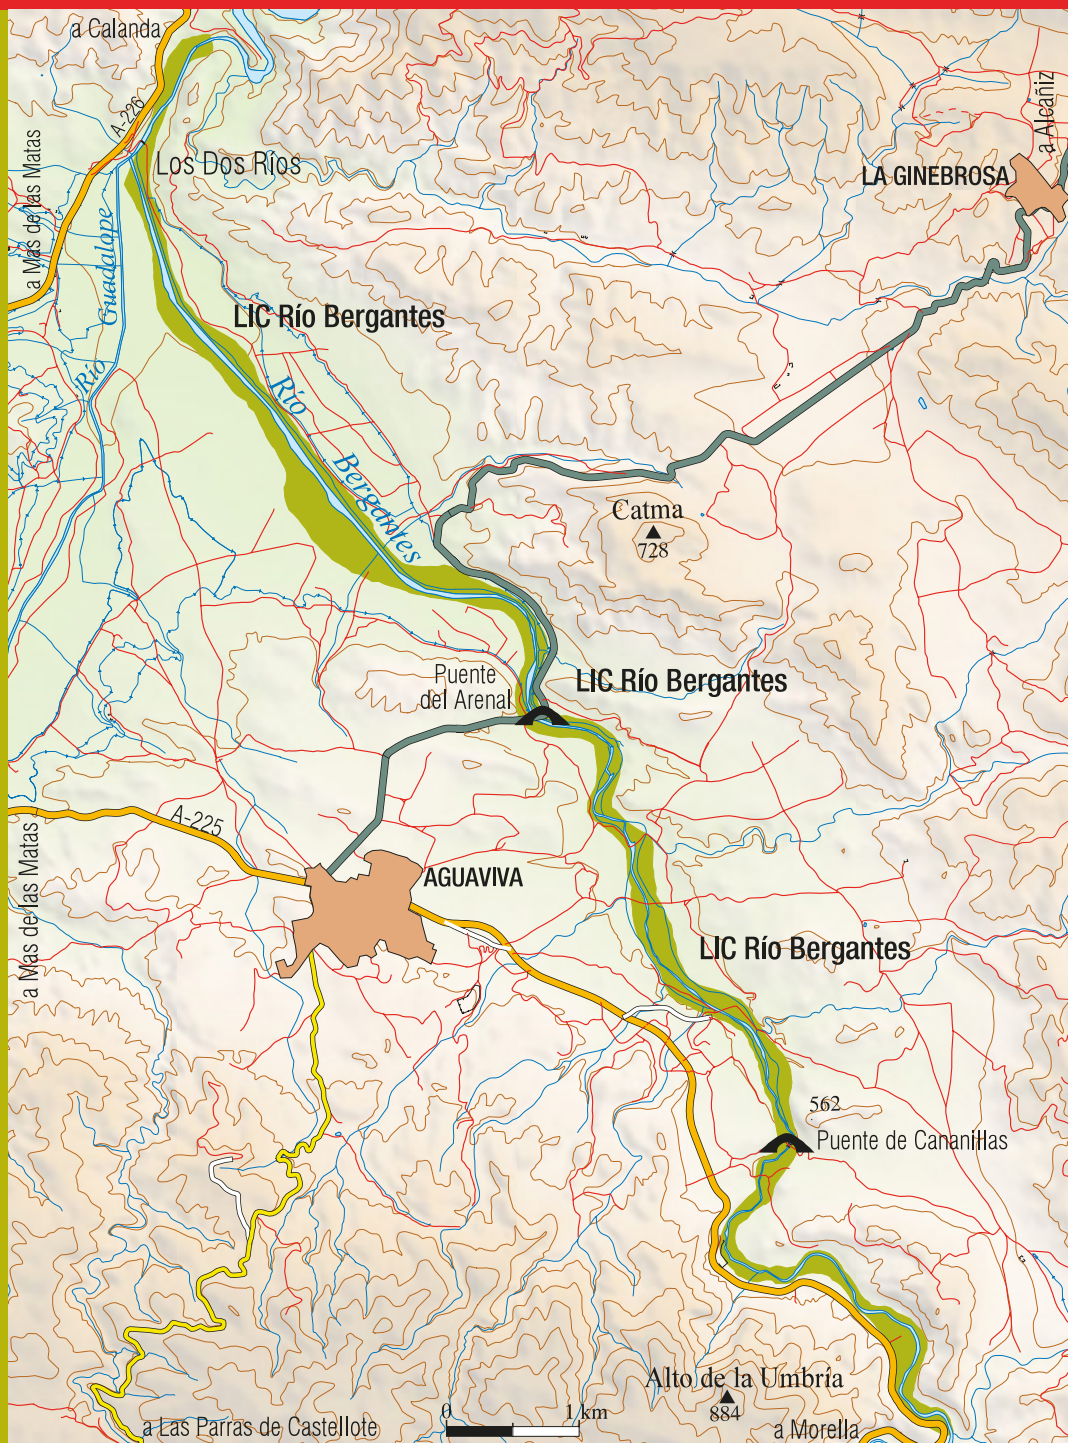 a Calanda
A-226
a Mas de las Matas
Los Dos Ríos
a Alcañiz
LA GINEBROSA
Río Guadalope
LIC Río Bergantes
Río Bergantes
Catma
728
Puente
del Arenal
LIC Río Bergantes
A-225
a Mas de las Matas
AGUAVIVA
LIC Río Bergantes
562
Puente de Cananillas
Alto de la Umbría
884
0 1 km
a Las Parras de Castellote
a Morella